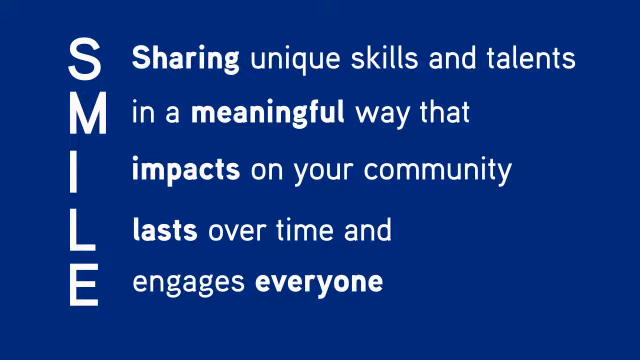 S Sharing unique skills and talents
M in a meaningful way that
I impacts on your community
L lasts over time and
E engages everyone